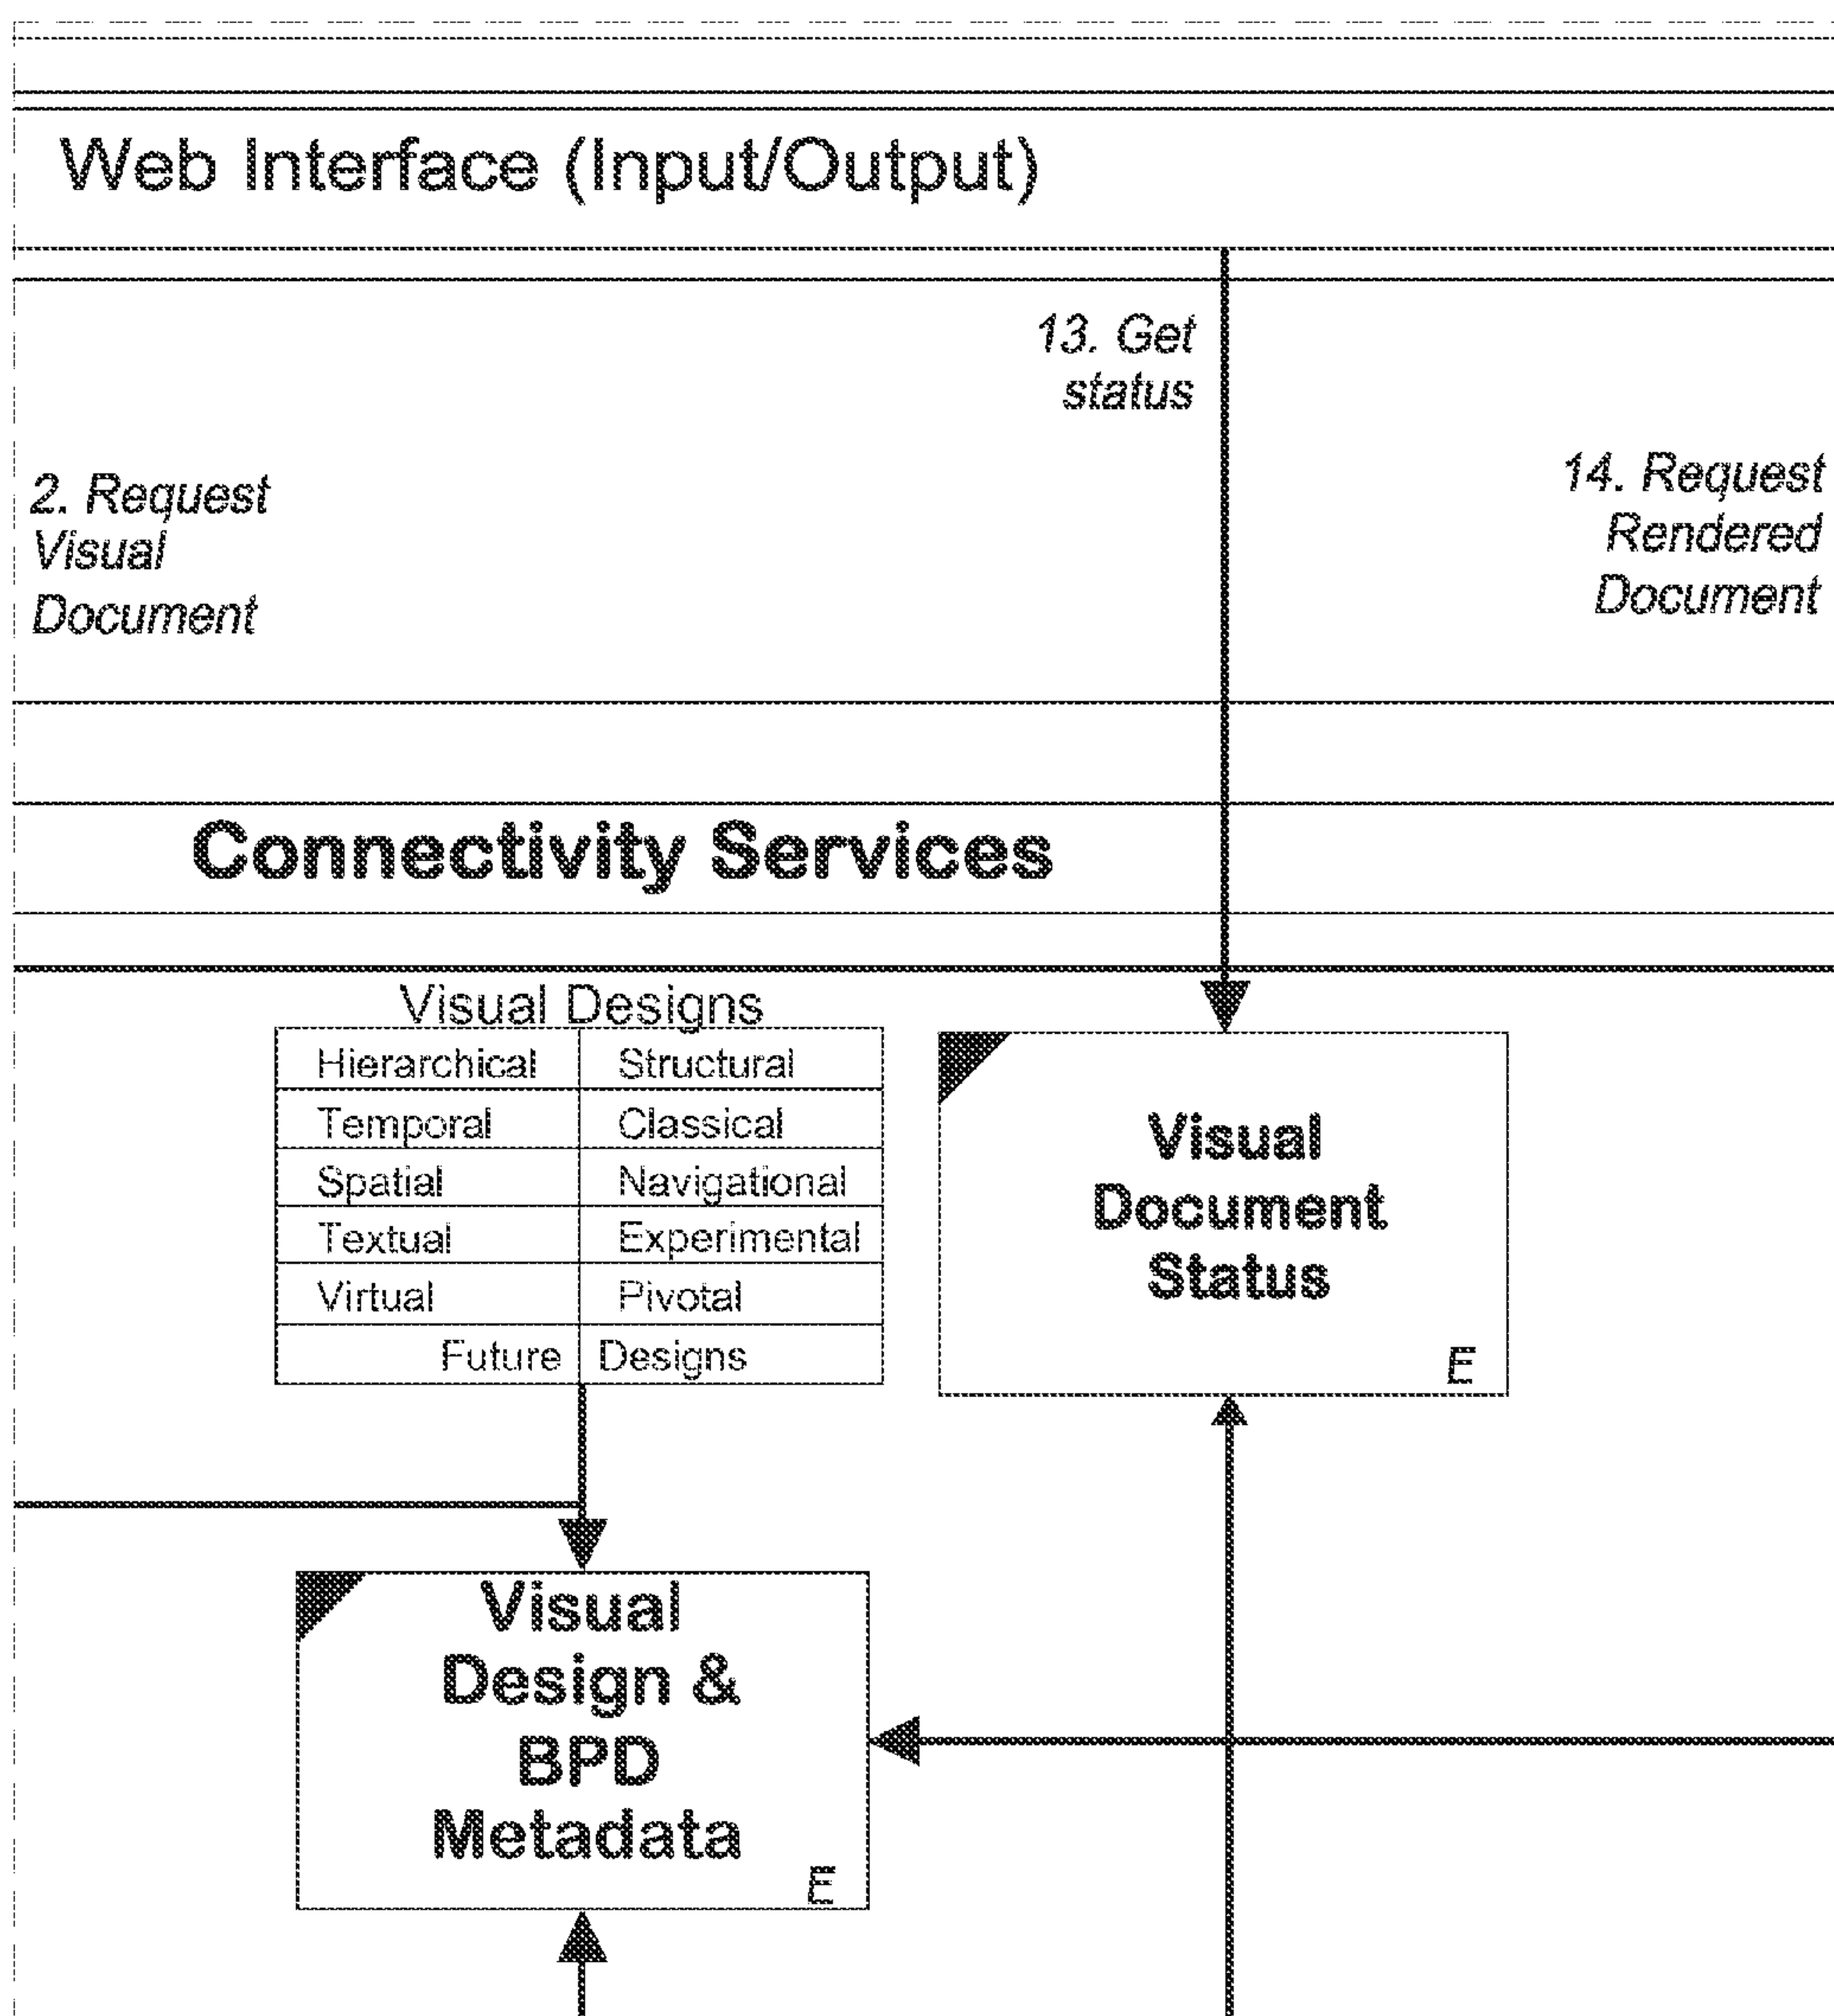 Web Interface (Input/Output)
13. Get
status
2. Request
Visual
Document
14. Request
Rendered
Document
Connectivity Services
Visual Designs
Hierarchical Structural
Temporal Classical
Spatial Navigational
Textual Experimental
Virtual Pivotal
Future Designs
Visual
Document
Status
E
Visual
Design &
BPD
Metadata
E